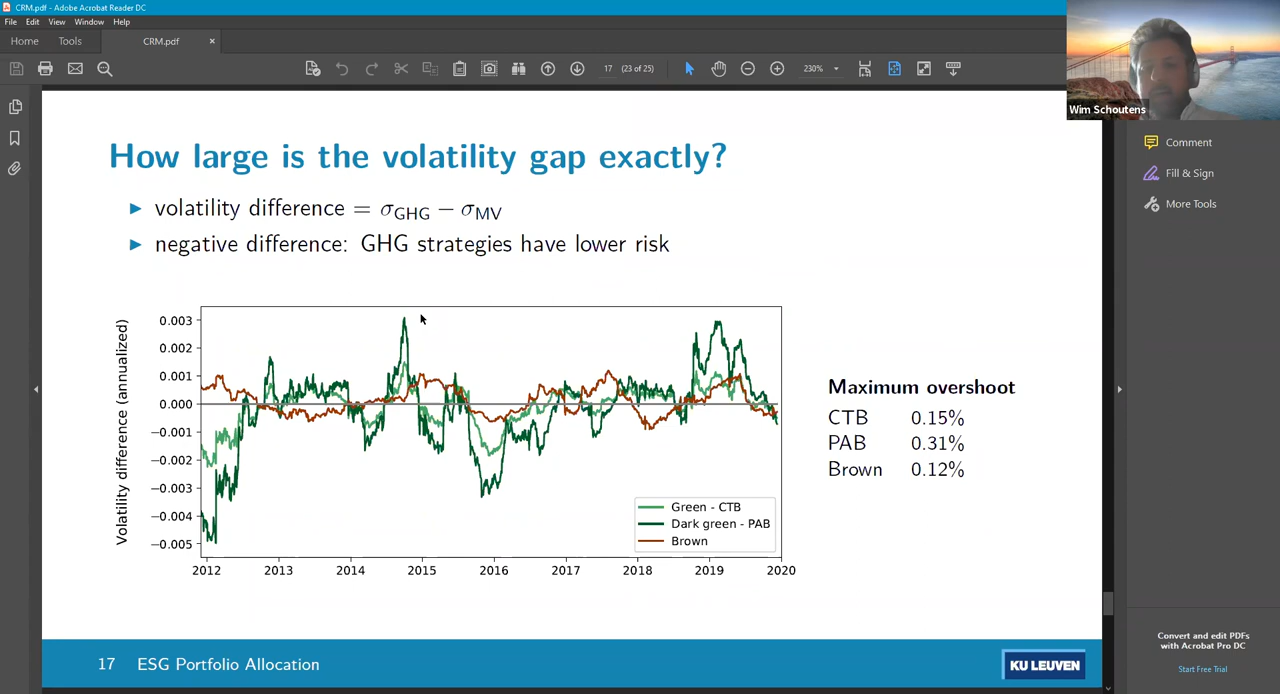 CRM.pdf - Adobe Acrobat Reader DC
File Edit View Window Help
Home Tools CRM.pdf ×
17 (23 of 25) 230%
Wim Schoutens
Comment
Fill & Sign
More Tools
How large is the volatility gap exactly?
volatility difference = σGHG − σMV
negative difference: GHG strategies have lower risk
Volatility difference (annualized)
0.003
0.002
0.001
0.000
−0.001
−0.002
−0.003
−0.004
−0.005
2012 2013 2014 2015 2016 2017 2018 2019 2020
Green - CTB
Dark green - PAB
Brown
Maximum overshoot
CTB 0.15%
PAB 0.31%
Brown 0.12%
17 ESG Portfolio Allocation
KU LEUVEN
Convert and edit PDFs
with Acrobat Pro DC
Start Free Trial